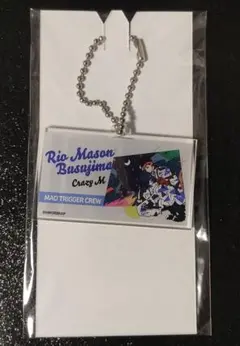 Rio Mason
Busujima
Crazy M
MAD TRIGGER CREW